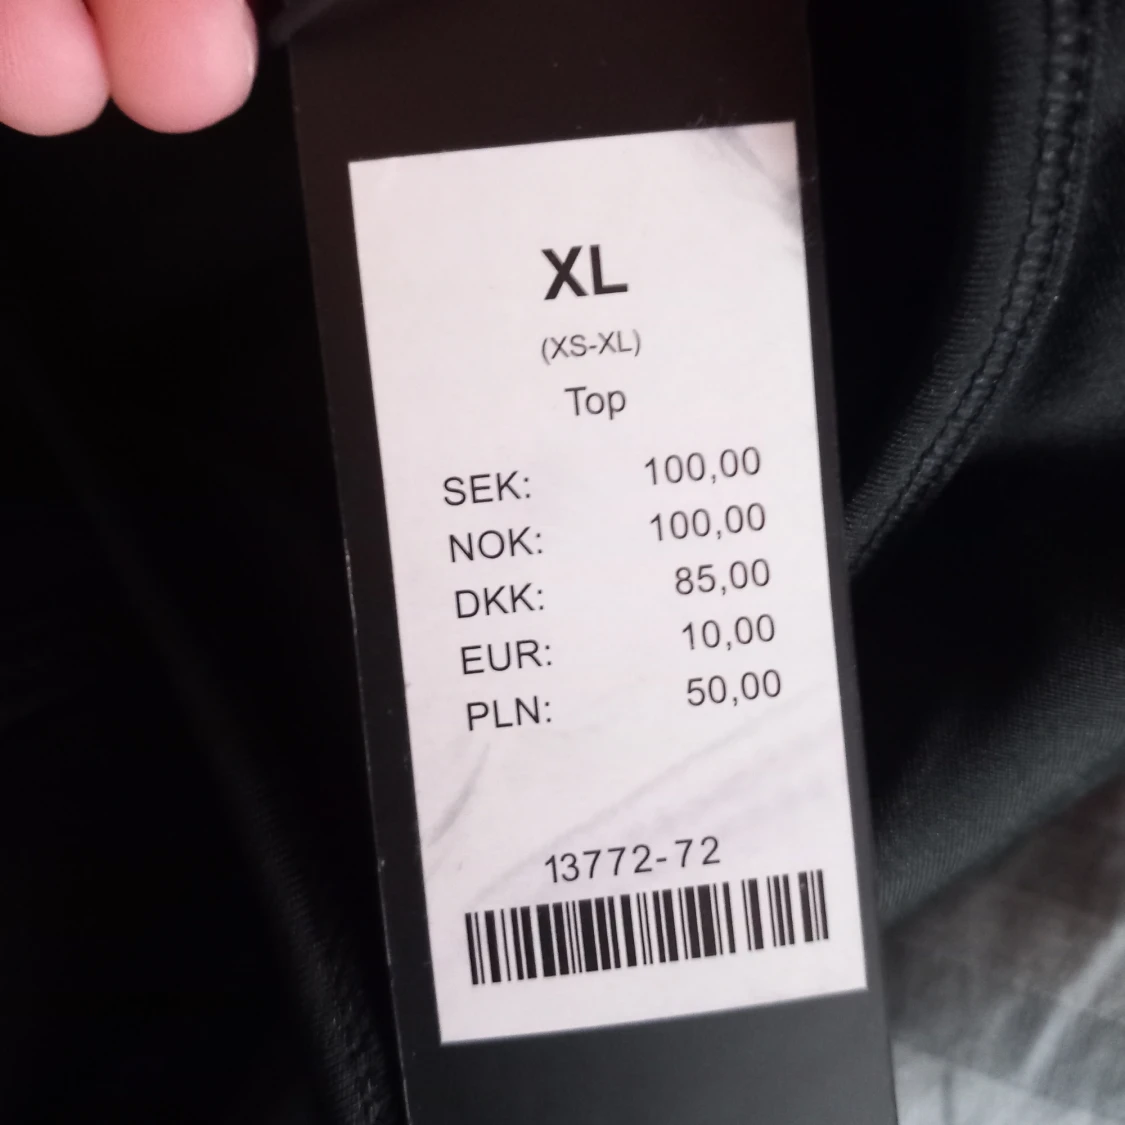 XL
(XS-XL)
Top
SEK: 100,00
NOK: 100,00
DKK: 85,00
EUR: 10,00
PLN: 50,00
13772-72